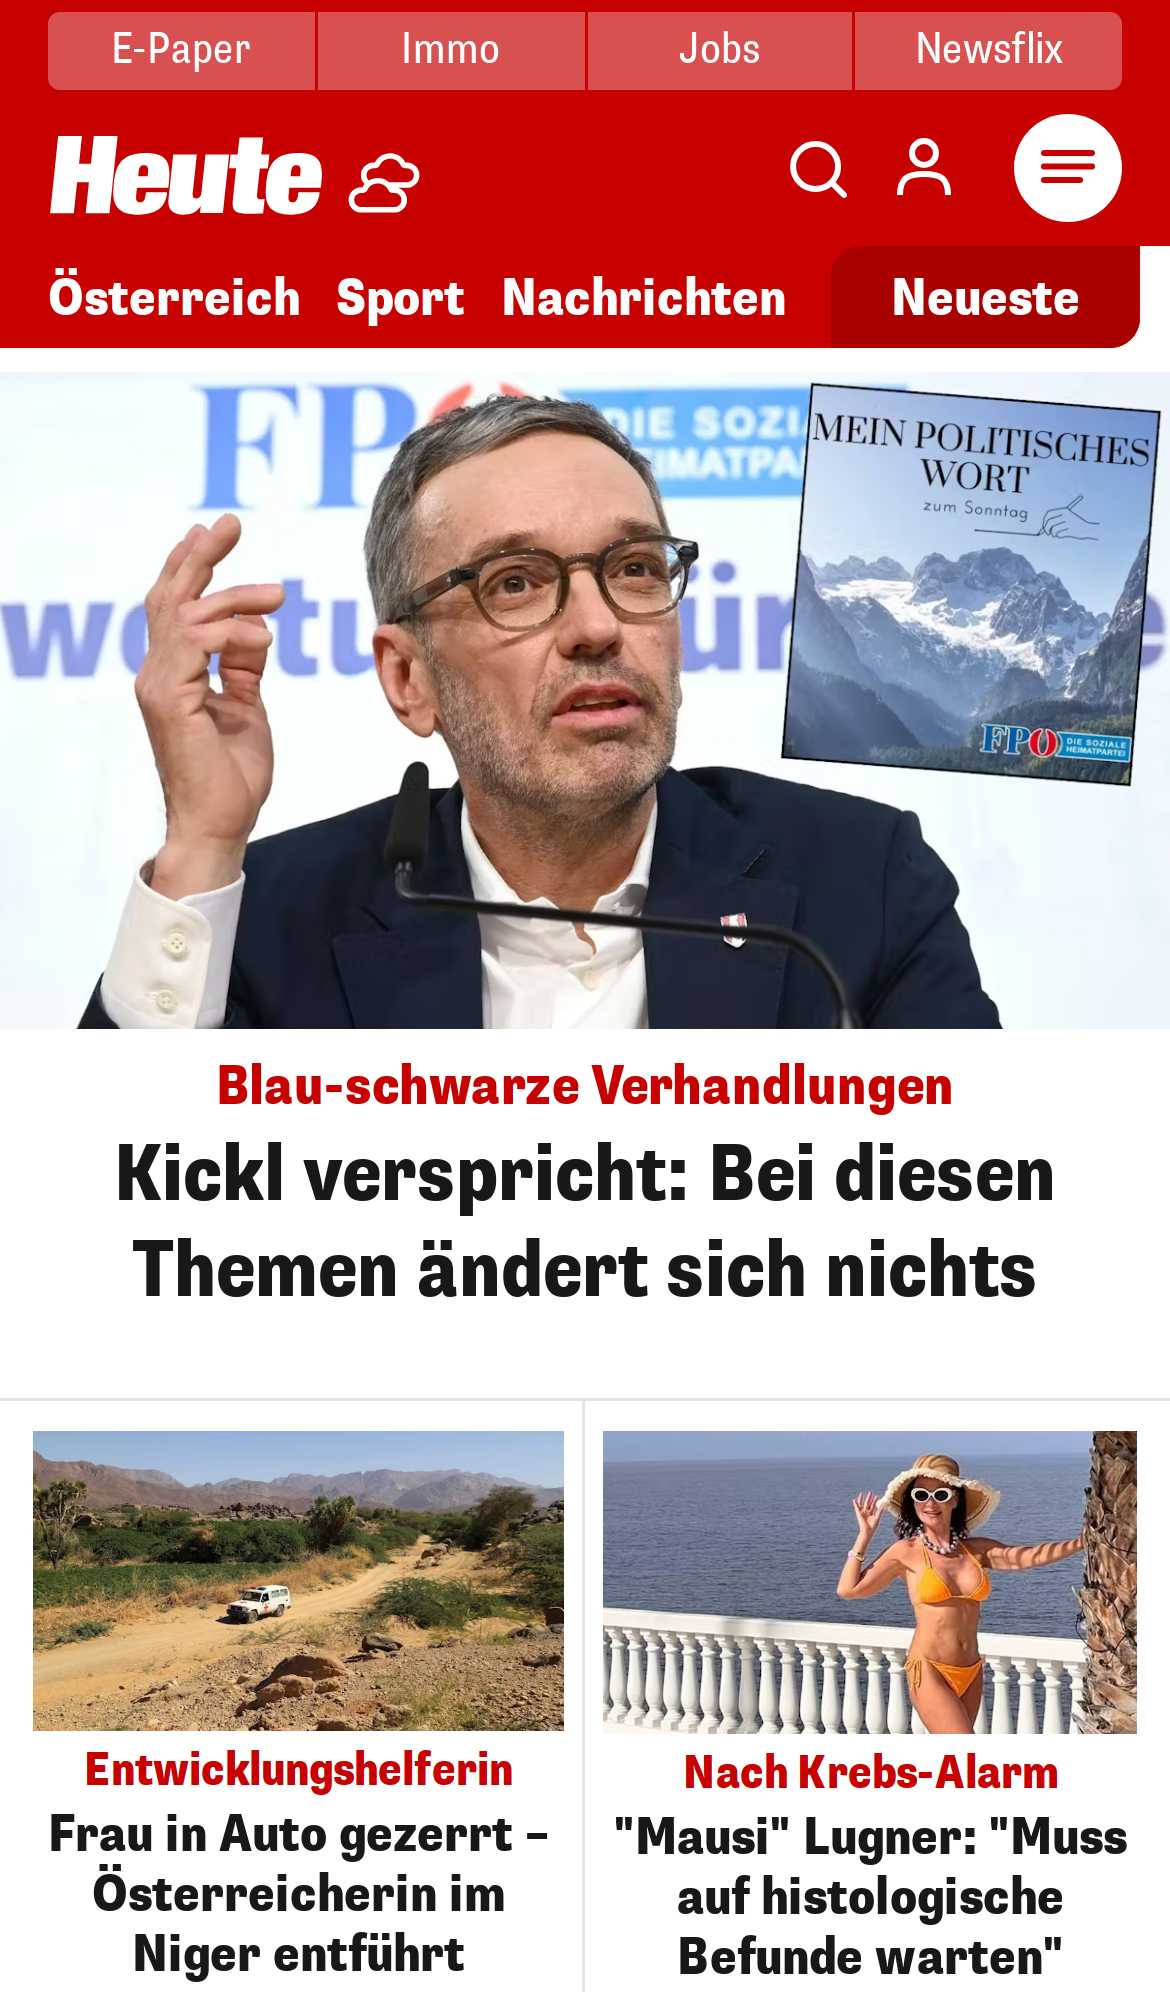 E-Paper
Immo
Jobs
Newsflix
Heute
Österreich
Sport
Nachrichten
Neueste
FPÖ
DIE SOZI
HEIMATPA
MEIN POLITISCHES
WORT
zum Sonntag
FPÖ
DIE SOZIALE
HEIMATPARTEI
Blau-schwarze Verhandlungen
Kickl verspricht: Bei diesen
Themen ändert sich nichts
Entwicklungshelferin
Frau in Auto gezerrt –
Österreicherin im
Niger entführt
Nach Krebs-Alarm
"Mausi" Lugner: "Muss
auf histologische
Befunde warten"